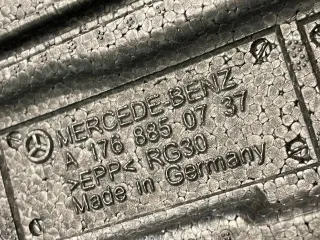 MERCEDES-BENZ
A 176 885 07 37
>EPP< RG30
Made in Germany